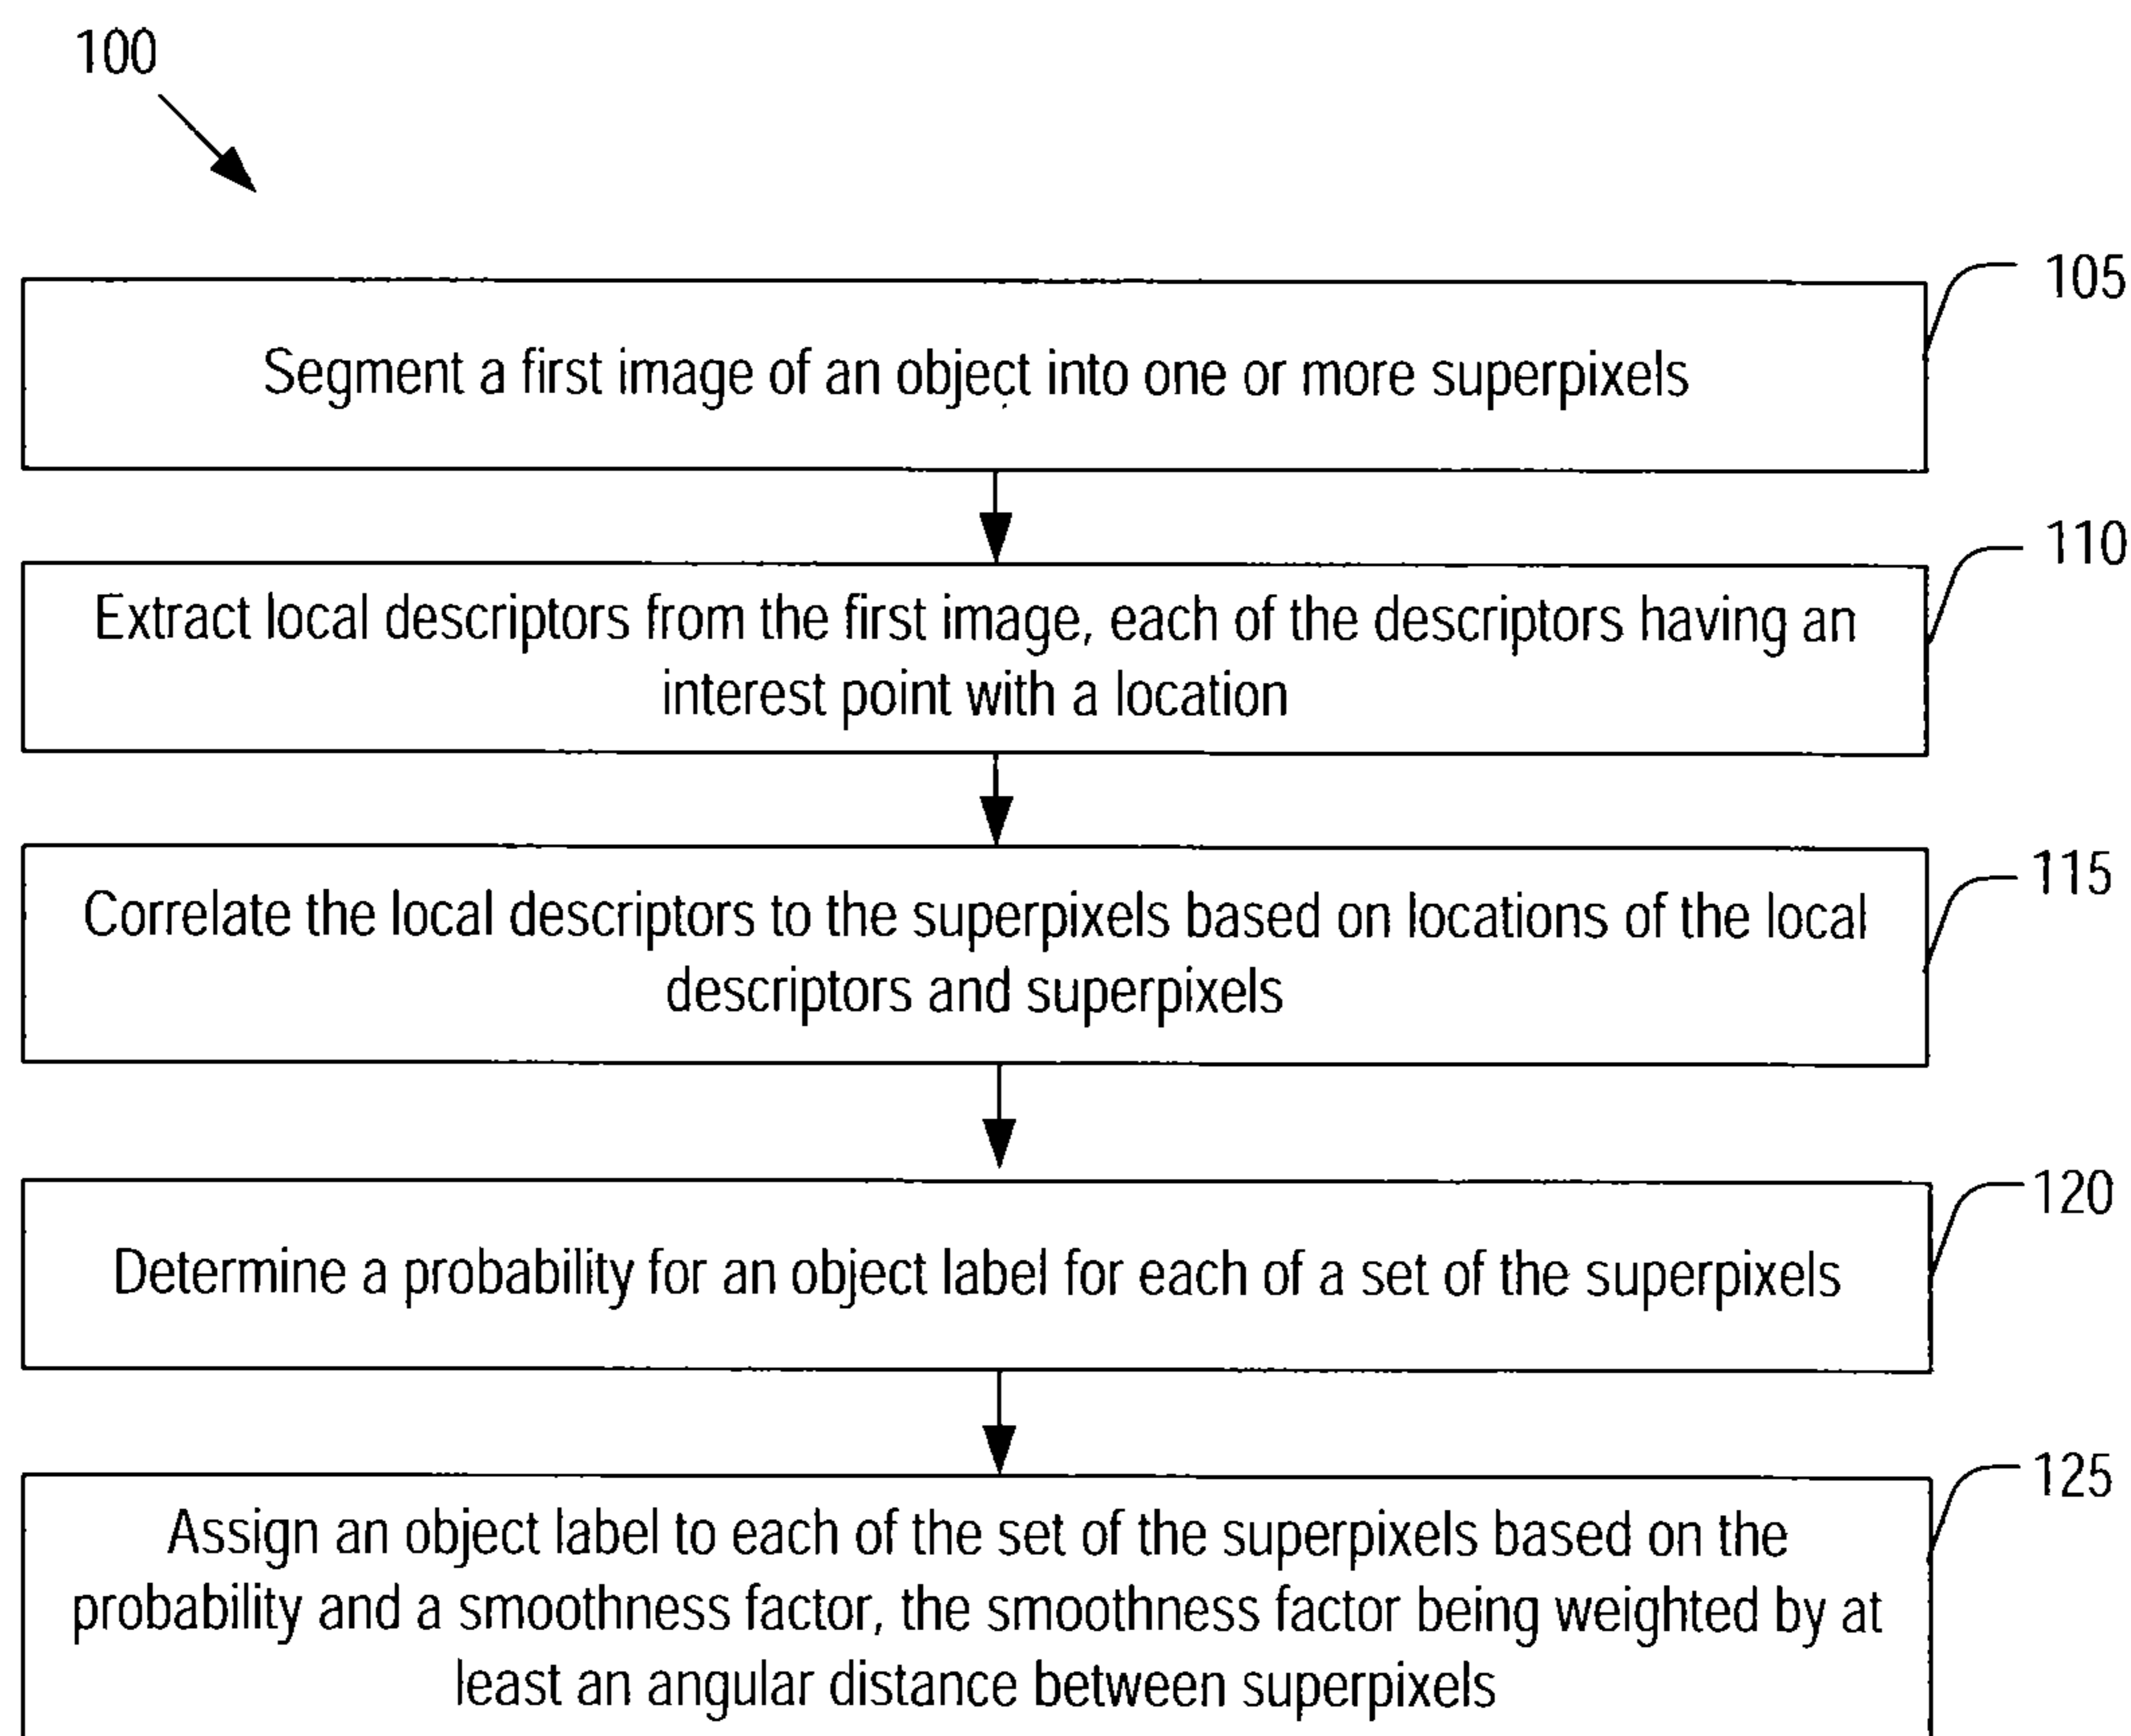 100
105
Segment a first image of an object into one or more superpixels
110
Extract local descriptors from the first image, each of the descriptors having an
interest point with a location
115
Correlate the local descriptors to the superpixels based on locations of the local
descriptors and superpixels
120
Determine a probability for an object label for each of a set of the superpixels
125
Assign an object label to each of the set of the superpixels based on the
probability and a smoothness factor, the smoothness factor being weighted by at
least an angular distance between superpixels